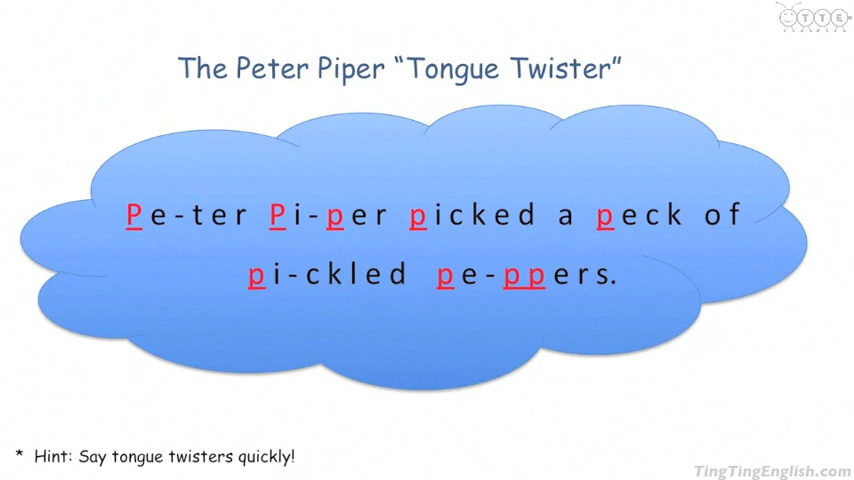 TTE
The Peter Piper “Tongue Twister”
Pe-ter Pi-per picked a peck of
pi-ckled pe-ppers.
* Hint: Say tongue twisters quickly!
TingTingEnglish.com